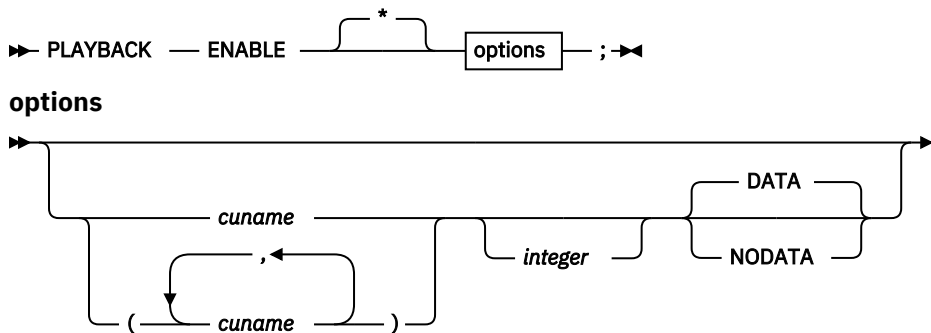 *
PLAYBACK ENABLE options ;
options
DATA
cuname
, integer NODATA
( cuname )